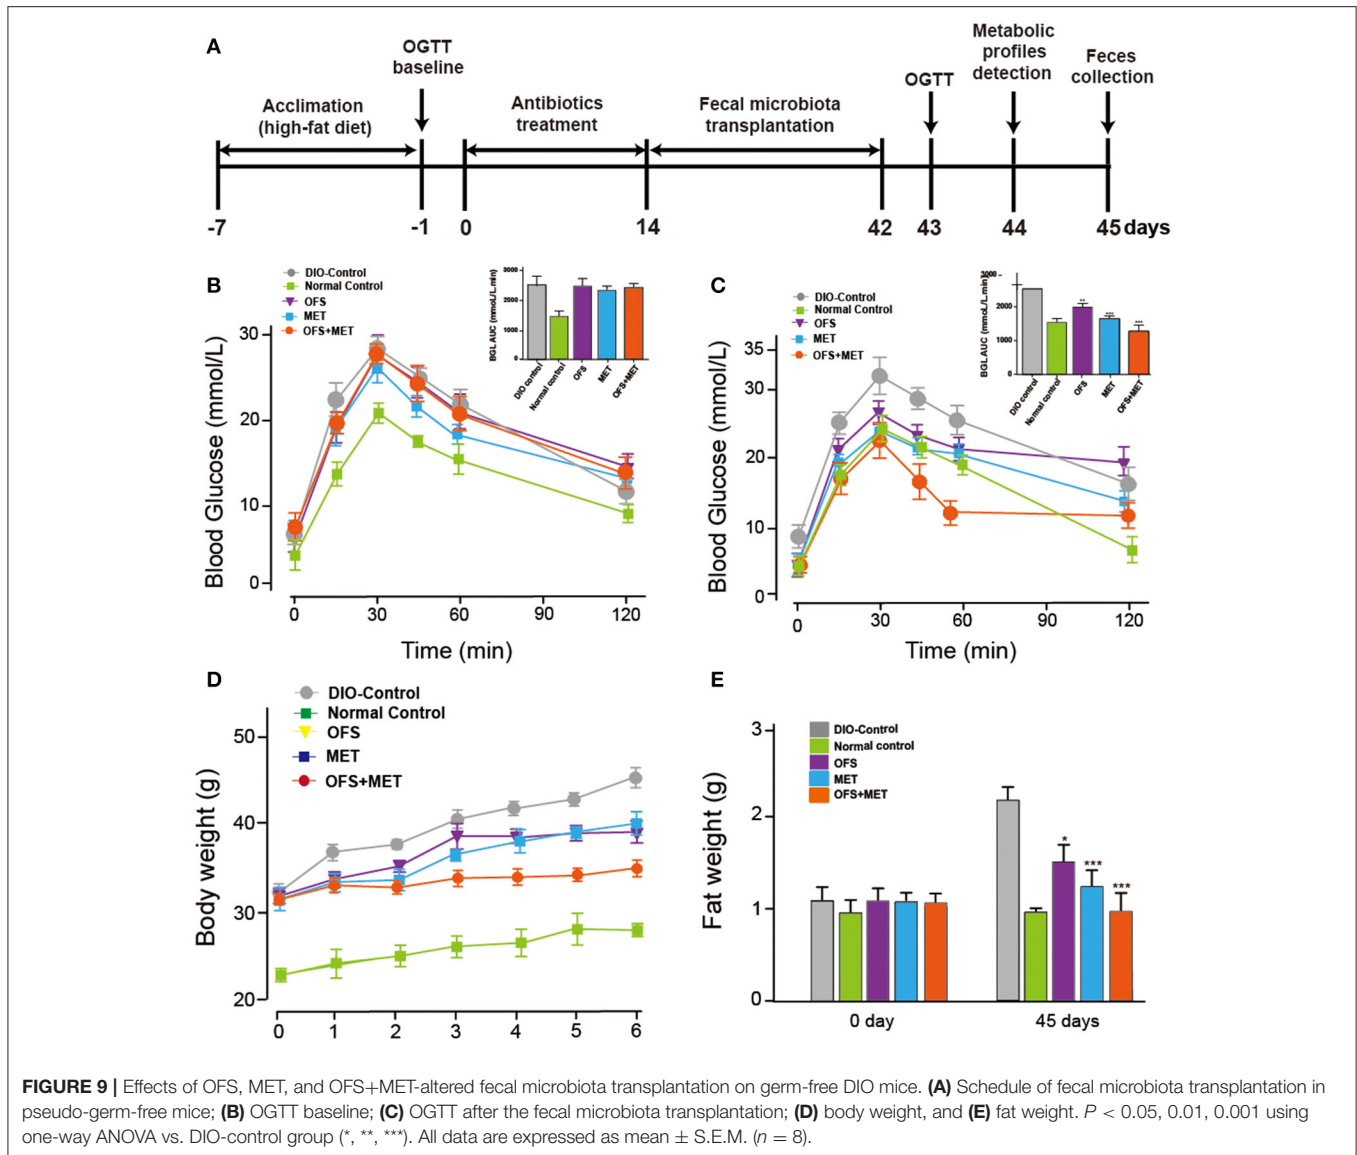 A
OGTT
baseline
Acclimation
(high-fat diet)
Antibiotics
treatment
Fecal microbiota
transplantation
OGTT
Metabolic
profiles
detection
Feces
collection
-7 -1 0 14 42 43 44 45 days
B
DIO-Control
Normal Control
OFS
MET
OFS+MET
BGL AUC (mmoL/L.min)
3000
2000
1000
0
DIO control
Normal control
OFS
MET
OFS+MET
Blood Glucose (mmol/L)
30
20
10
0
0 30 60 90 120
Time (min)
C
DIO-Control
Normal Control
OFS
MET
OFS+MET
BGL AUC (mmoL/L.min)
3000
2000
1000
0
** *** ***
DIO control
Normal control
OFS
MET
OFS+MET
Blood Glucose (mmol/L)
35
30
20
10
0
0 30 60 90 120
Time (min)
D
DIO-Control
Normal Control
OFS
MET
OFS+MET
Body weight (g)
50
40
30
20
0 1 2 3 4 5 6
E
DIO-Control
Normal control
OFS
MET
OFS+MET
Fat weight (g)
3
2
1
0
* *** ***
0 day 45 days
FIGURE 9 | Effects of OFS, MET, and OFS+MET-altered fecal microbiota transplantation on germ-free DIO mice. (A) Schedule of fecal microbiota transplantation in
pseudo-germ-free mice; (B) OGTT baseline; (C) OGTT after the fecal microbiota transplantation; (D) body weight, and (E) fat weight. P < 0.05, 0.01, 0.001 using
one-way ANOVA vs. DIO-control group (*, **, ***). All data are expressed as mean ± S.E.M. (n = 8).